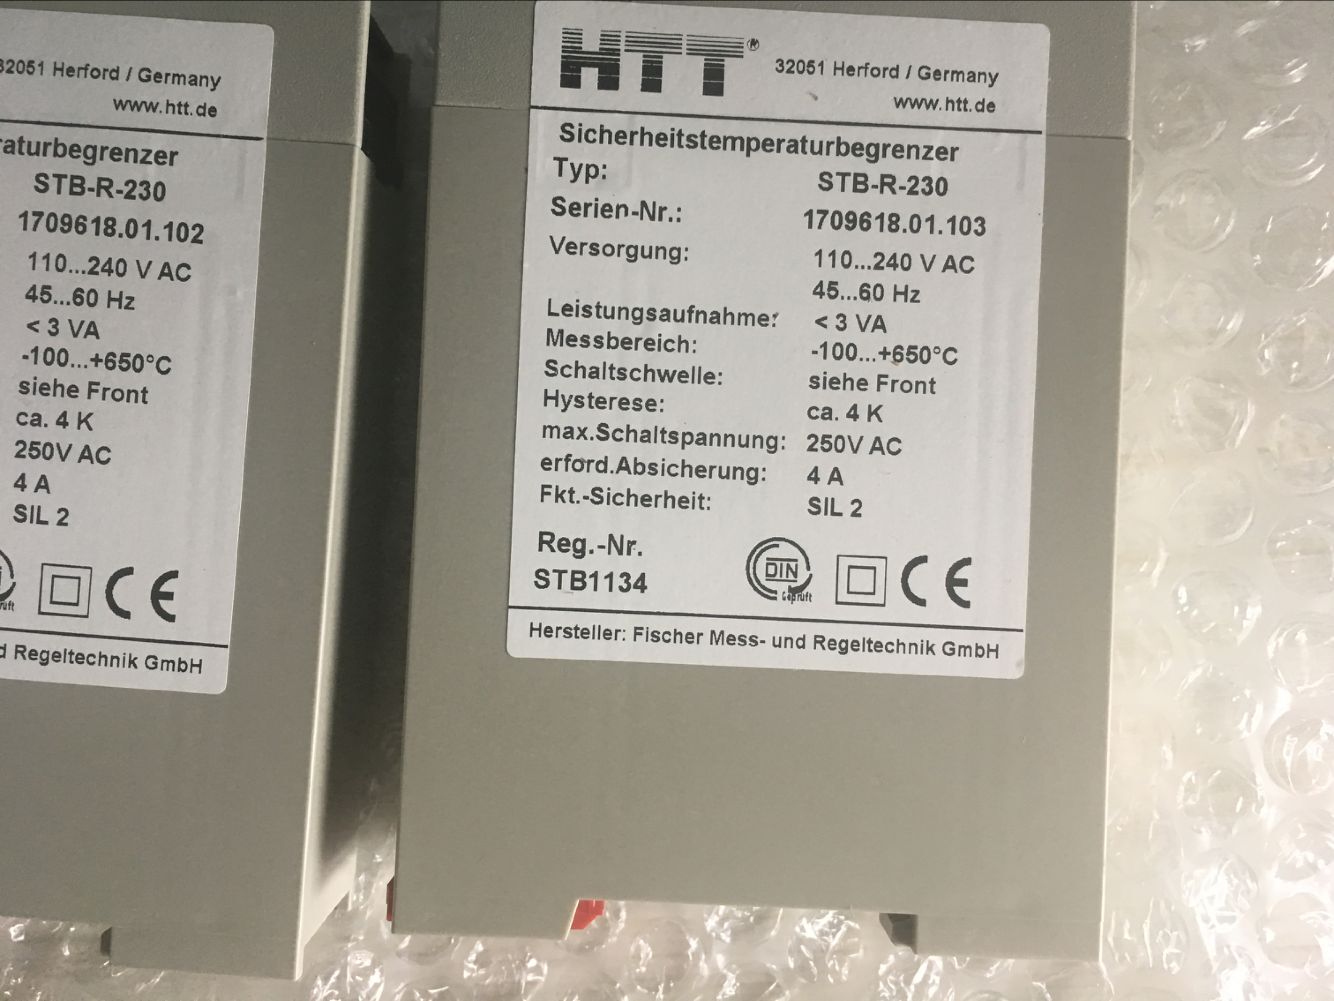 32051 Herford / Germany
www.htt.de
aturbegrenzer
STB-R-230
1709618.01.102
110...240 V AC
45...60 Hz
< 3 VA
-100...+650°C
siehe Front
ca. 4 K
250V AC
4 A
SIL 2
CE
d Regeltechnik GmbH
HTT®
32051 Herford / Germany
www.htt.de
Sicherheitstemperaturbegrenzer
Typ: STB-R-230
Serien-Nr.: 1709618.01.103
Versorgung: 110...240 V AC
45...60 Hz
Leistungsaufnahme: < 3 VA
Messbereich: -100...+650°C
Schaltschwelle: siehe Front
Hysterese: ca. 4 K
max.Schaltspannung: 250V AC
erford.Absicherung: 4 A
Fkt.-Sicherheit: SIL 2
Reg.-Nr.
STB1134
DIN
Geprüft
CE
Hersteller: Fischer Mess- und Regeltechnik GmbH